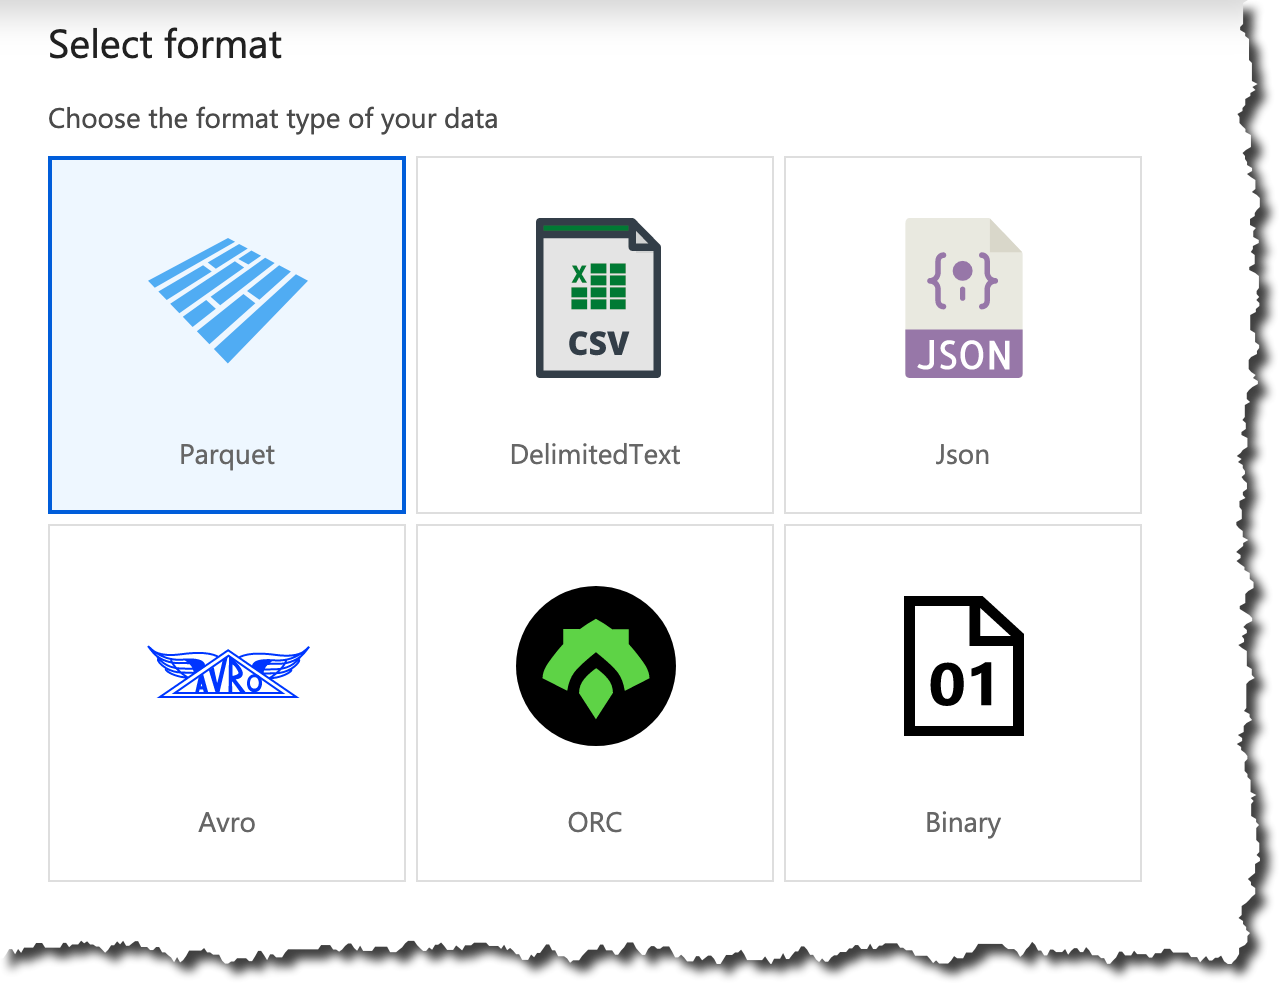 Select format
Choose the format type of your data
X
CSV
JSON
Parquet
DelimitedText
Json
AVRO
01
Avro
ORC
Binary